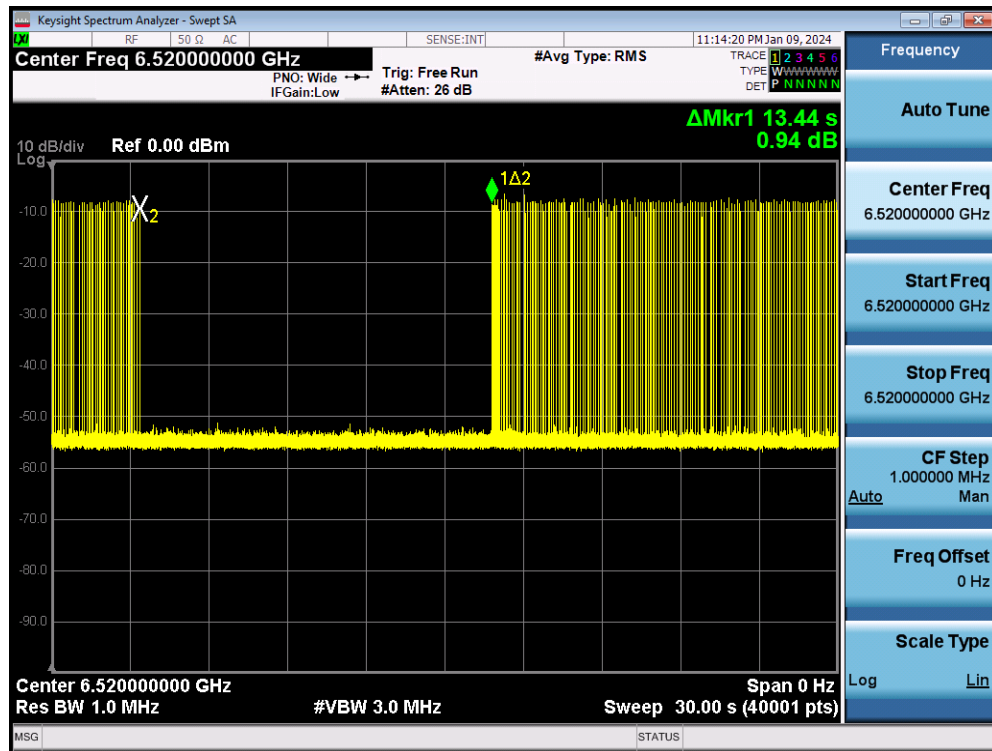 Keysight Spectrum Analyzer - Swept SA
LXI RF 50 Ω AC SENSE:INT 11:14:20 PM Jan 09, 2024
Center Freq 6.520000000 GHz
PNO: Wide
IFGain:Low
Trig: Free Run
#Atten: 26 dB
#Avg Type: RMS
TRACE 1 2 3 4 5 6
TYPE WWWWWWW
DET P N N N N N
ΔMkr1 13.44 s
0.94 dB
10 dB/div
Log
Ref 0.00 dBm
1Δ2
2
-10.0
-20.0
-30.0
-40.0
-50.0
-60.0
-70.0
-80.0
-90.0
Center 6.520000000 GHz
Res BW 1.0 MHz
#VBW 3.0 MHz
Span 0 Hz
Sweep 30.00 s (40001 pts)
MSG
STATUS
Frequency
Auto Tune
Center Freq
6.520000000 GHz
Start Freq
6.520000000 GHz
Stop Freq
6.520000000 GHz
CF Step
1.000000 MHz
Auto Man
Freq Offset
0 Hz
Scale Type
Log Lin